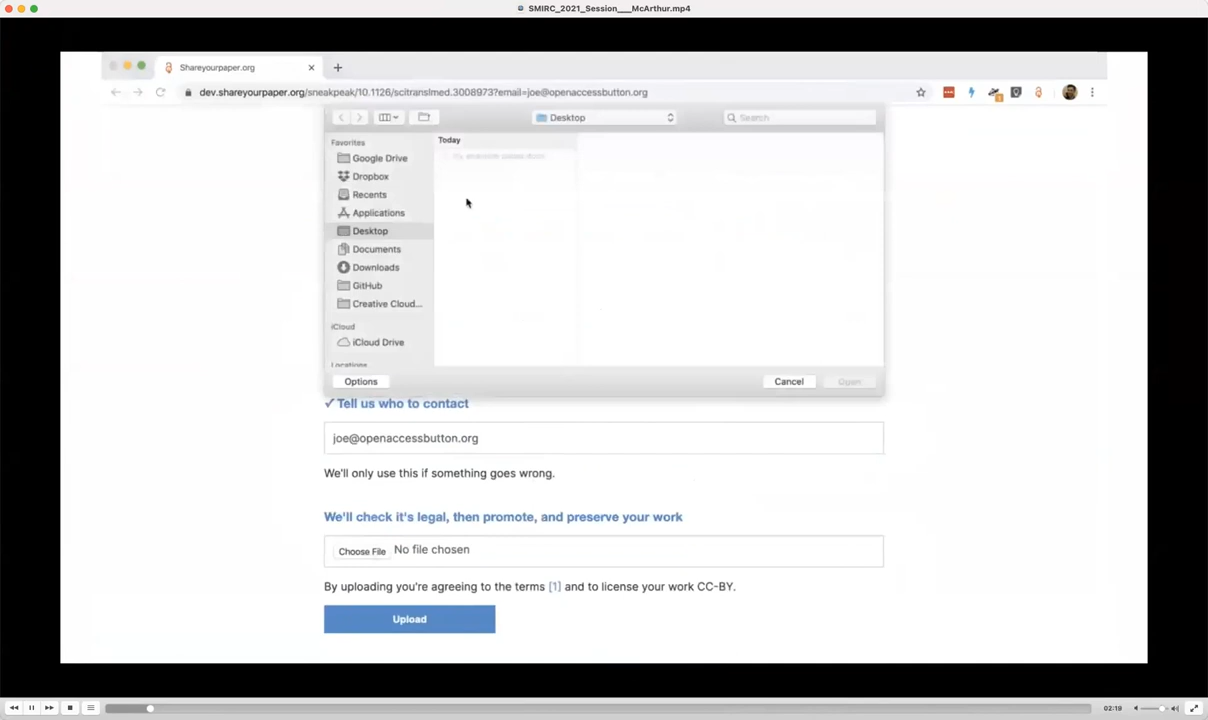 SMIRC_2021_Session___McArthur.mp4
Shareyourpaper.org
dev.shareyourpaper.org/sneakpeak/10.1126/scitranslmed.3008973?email=joe@openaccessbutton.org
Desktop
Search
Favorites
Today
Google Drive
Dropbox
Recents
Applications
Desktop
Documents
Downloads
GitHub
Creative Cloud...
iCloud
iCloud Drive
Locations
Options
Cancel
Open
✓Tell us who to contact
joe@openaccessbutton.org
We'll only use this if something goes wrong.
We'll check it's legal, then promote, and preserve your work
Choose File No file chosen
By uploading you're agreeing to the terms [1] and to license your work CC-BY.
Upload
02:19